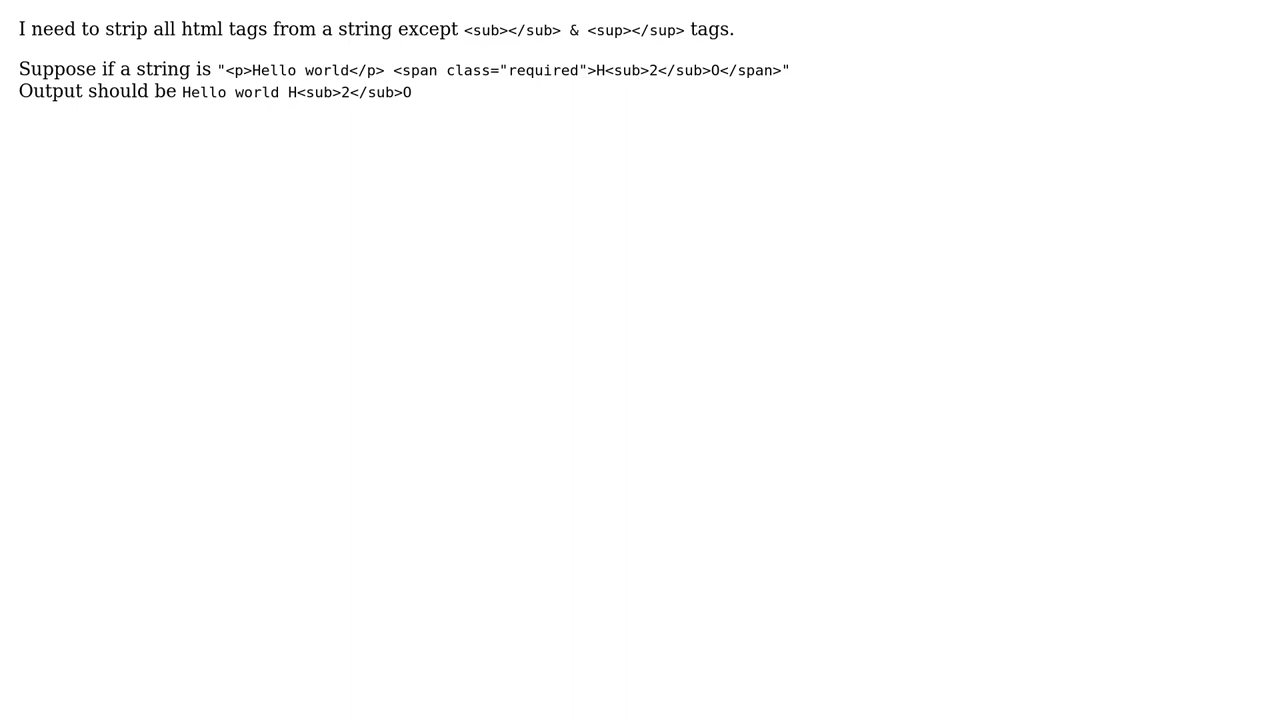 I need to strip all html tags from a string except <sub></sub> & <sup></sup> tags.
Suppose if a string is "<p>Hello world</p> <span class="required">H<sub>2</sub>O</span>"
Output should be Hello world H<sub>2</sub>O